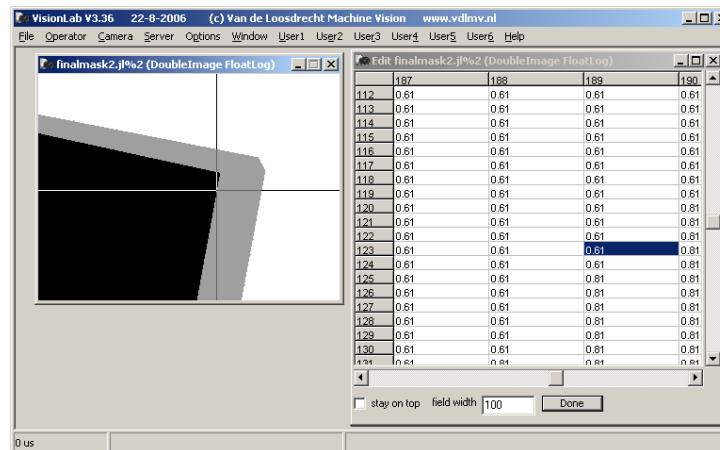 VisionLab V3.36 22-8-2006 (c) Van de Loosdrecht Machine Vision www.vdlmv.nl
File Operator Camera Server Options Window User1 User2 User3 User4 User5 User6 Help
finalmask2.jl%2 (DoubleImage FloatLog)
Edit finalmask2.jl%2 (DoubleImage FloatLog)
187 188 189 190
112 0.61 0.61 0.61 0.61
113 0.61 0.61 0.61 0.61
114 0.61 0.61 0.61 0.61
115 0.61 0.61 0.61 0.61
116 0.61 0.61 0.61 0.61
117 0.61 0.61 0.61 0.61
118 0.61 0.61 0.61 0.61
119 0.61 0.61 0.61 0.61
120 0.61 0.61 0.61 0.81
121 0.61 0.61 0.61 0.81
122 0.61 0.61 0.61 0.81
123 0.61 0.61 0.61 0.81
124 0.61 0.61 0.61 0.81
125 0.61 0.61 0.81 0.81
126 0.61 0.61 0.81 0.81
127 0.61 0.61 0.81 0.81
128 0.61 0.61 0.81 0.81
129 0.61 0.61 0.81 0.81
130 0.61 0.61 0.81 0.81
131 0.61 0.81 0.81 0.81
stay on top field width 100 Done
0 us